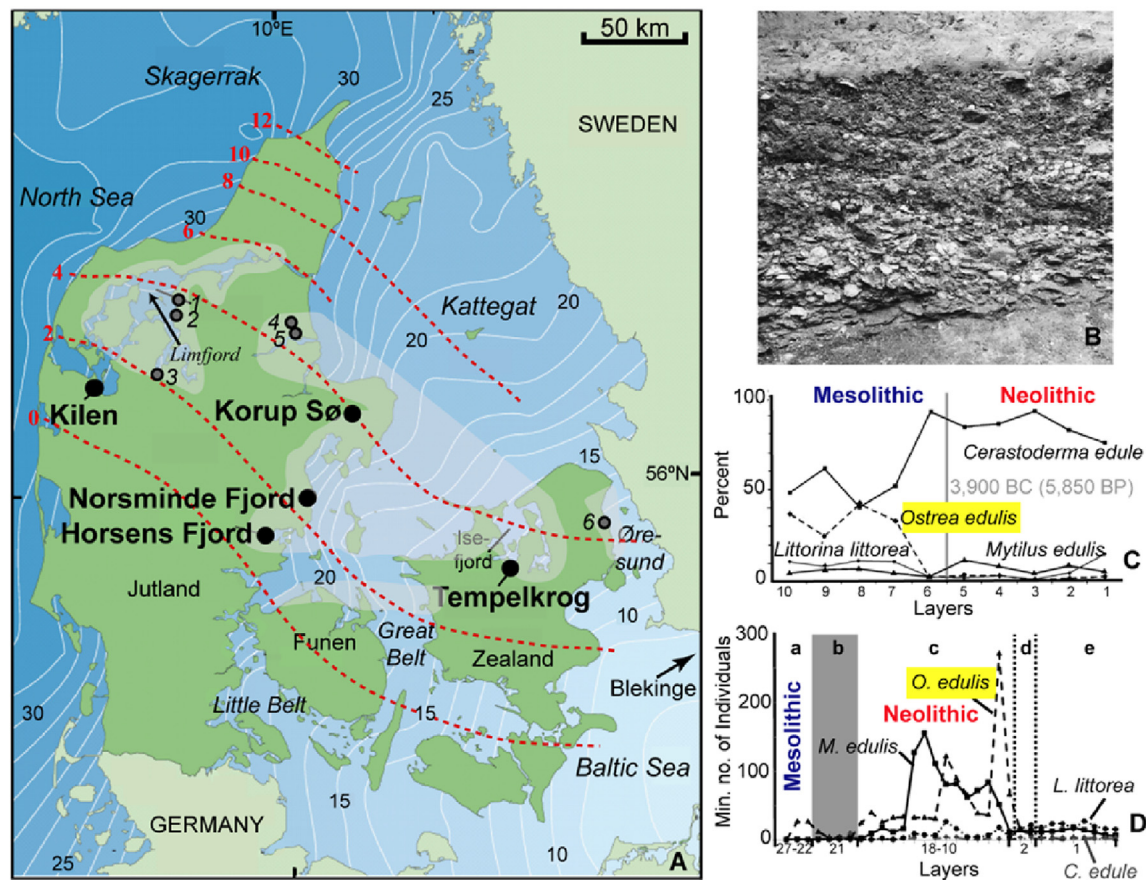 10°E
50 km
Skagerrak
30
25
SWEDEN
12
10
8
North Sea
30
6
4
Kattegat
20
1
2
4
5
20
Limfjord
2
3
Kilen
Korup Sø
0
15
56°N
Norsminde Fjord
6
Horsens Fjord
Ise-
fjord
Øre-
sund
20
Jutland
Tempelkrog
10
Funen
Great
Belt
Zealand
Blekinge
Little Belt
15
30
Baltic Sea
15
GERMANY
10
25
10
A
B
100
Mesolithic
Neolithic
Cerastoderma edule
Percent
50
3,900 BC (5,850 BP)
Ostrea edulis
Littorina littorea
Mytilus edulis
0
C
10 9 8 7 6 5 4 3 2 1
Layers
300
a b c d e
O. edulis
Min. no. of Individuals
200
Mesolithic
Neolithic
M. edulis
100
L. littorea
D
0
27-22 21 18-10 2 1
Layers
C. edule